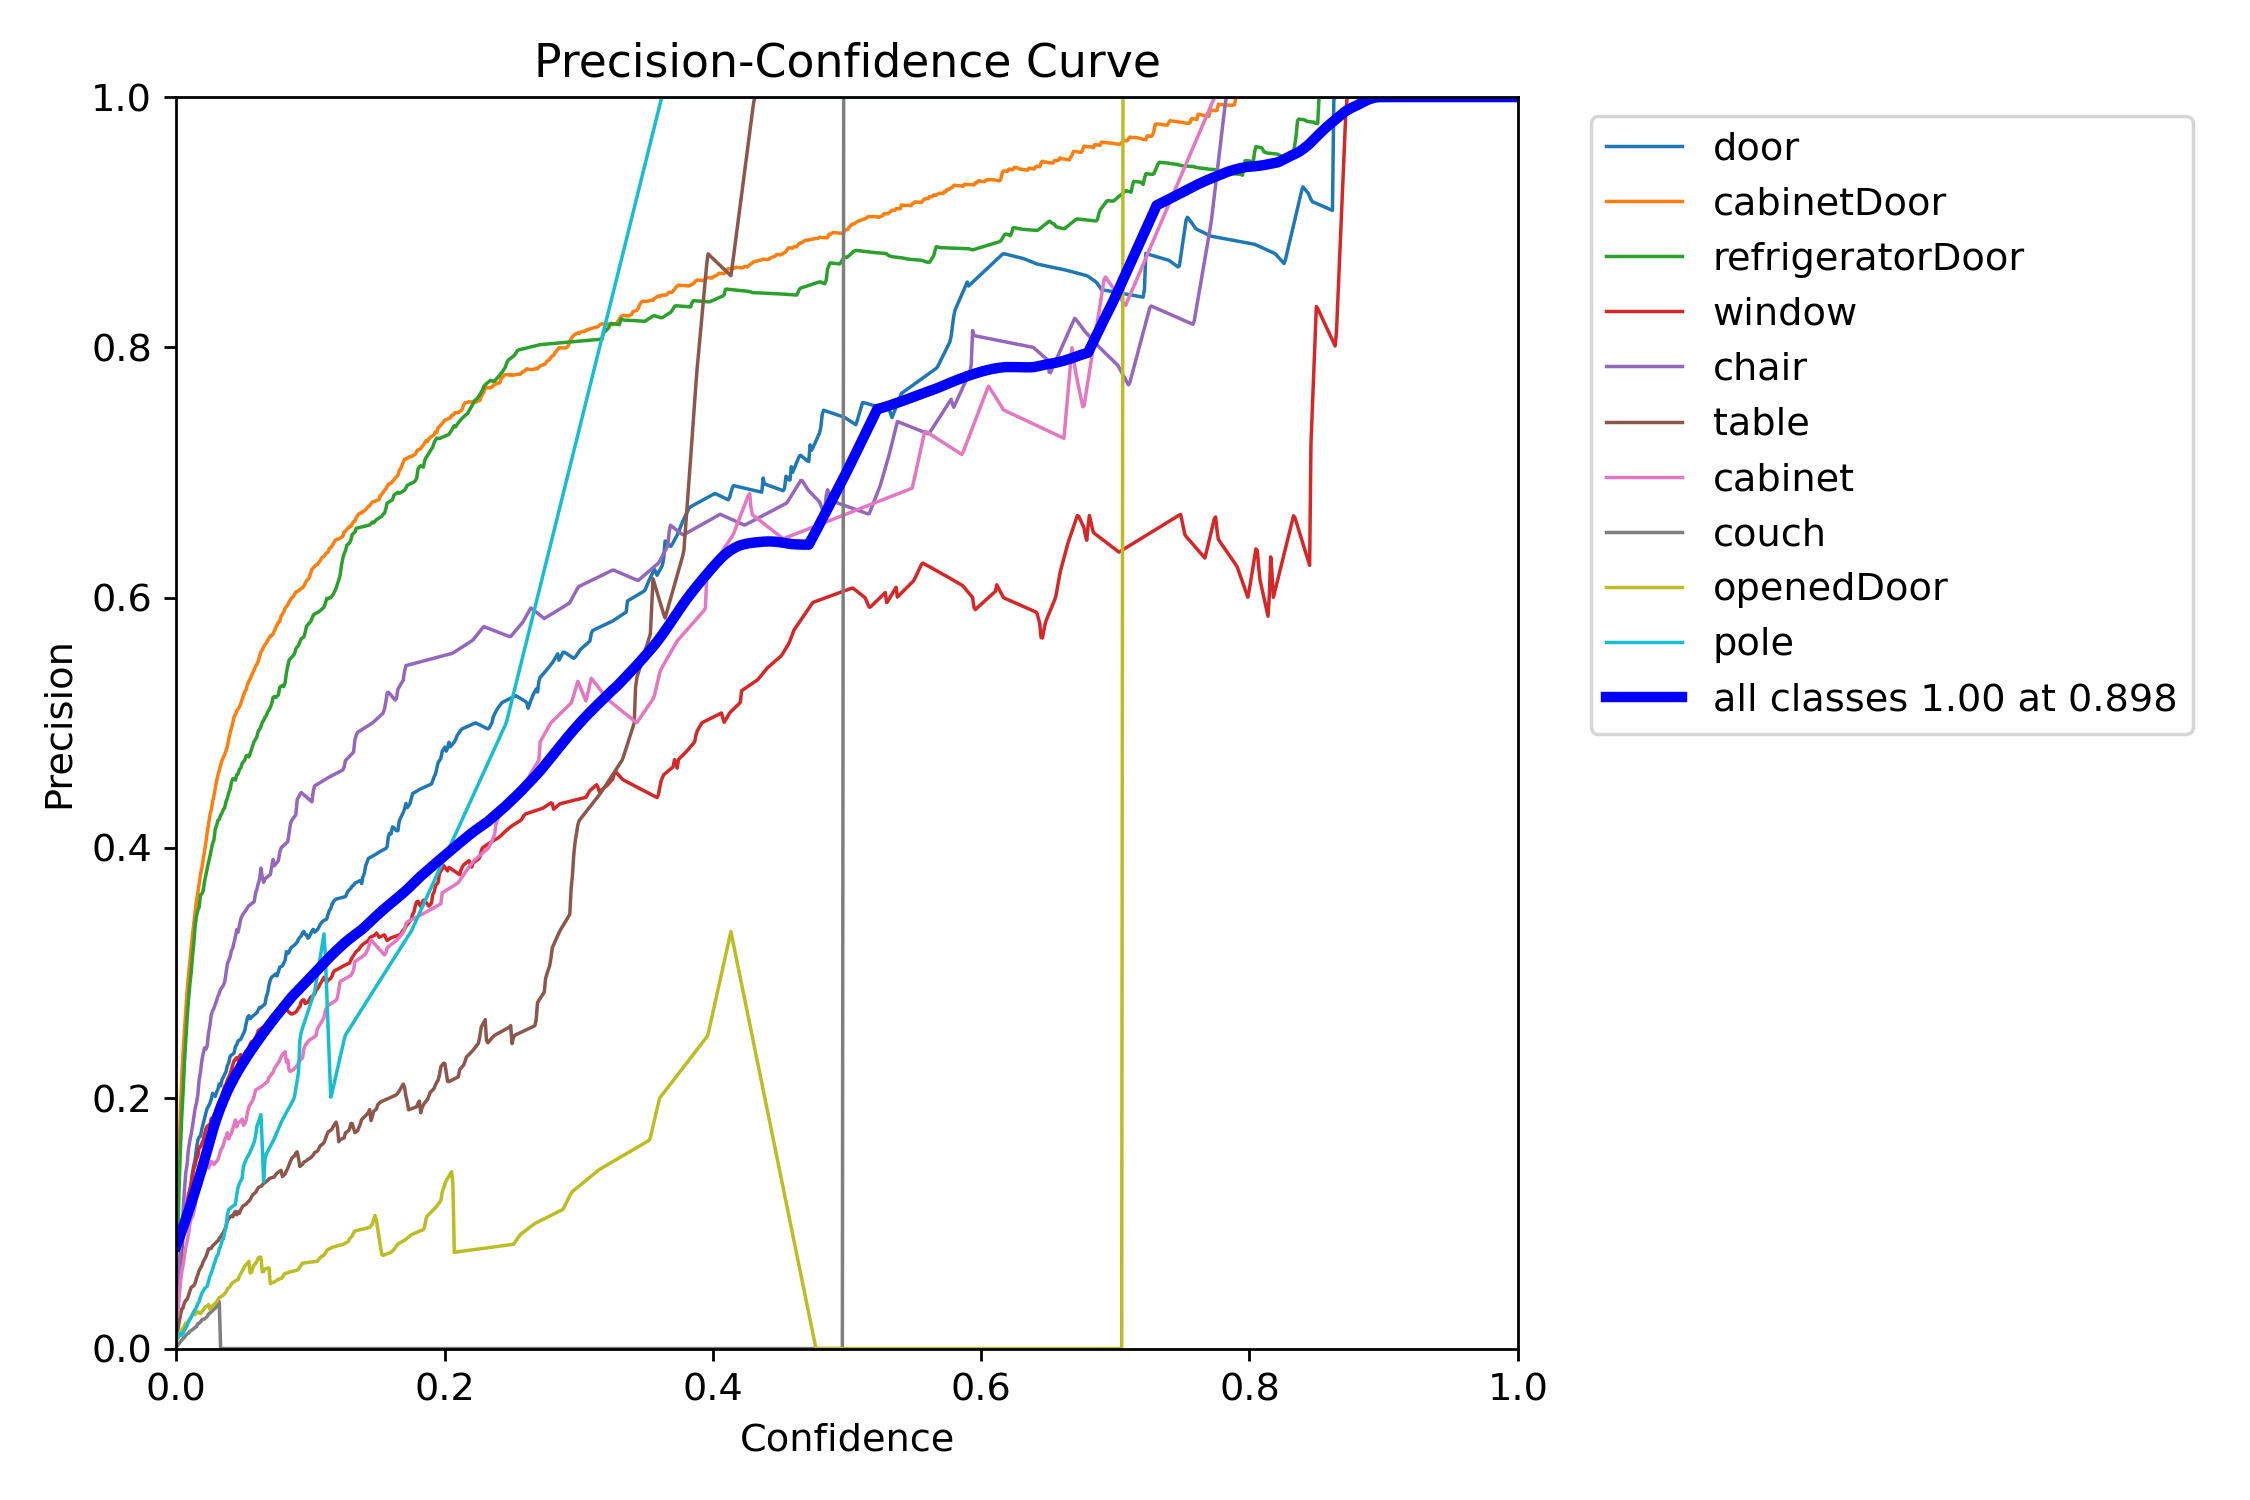 Precision-Confidence Curve
Precision
1.0
0.8
0.6
0.4
0.2
0.0
0.0 0.2 0.4 0.6 0.8 1.0
Confidence
door
cabinetDoor
refrigeratorDoor
window
chair
table
cabinet
couch
openedDoor
pole
all classes 1.00 at 0.898